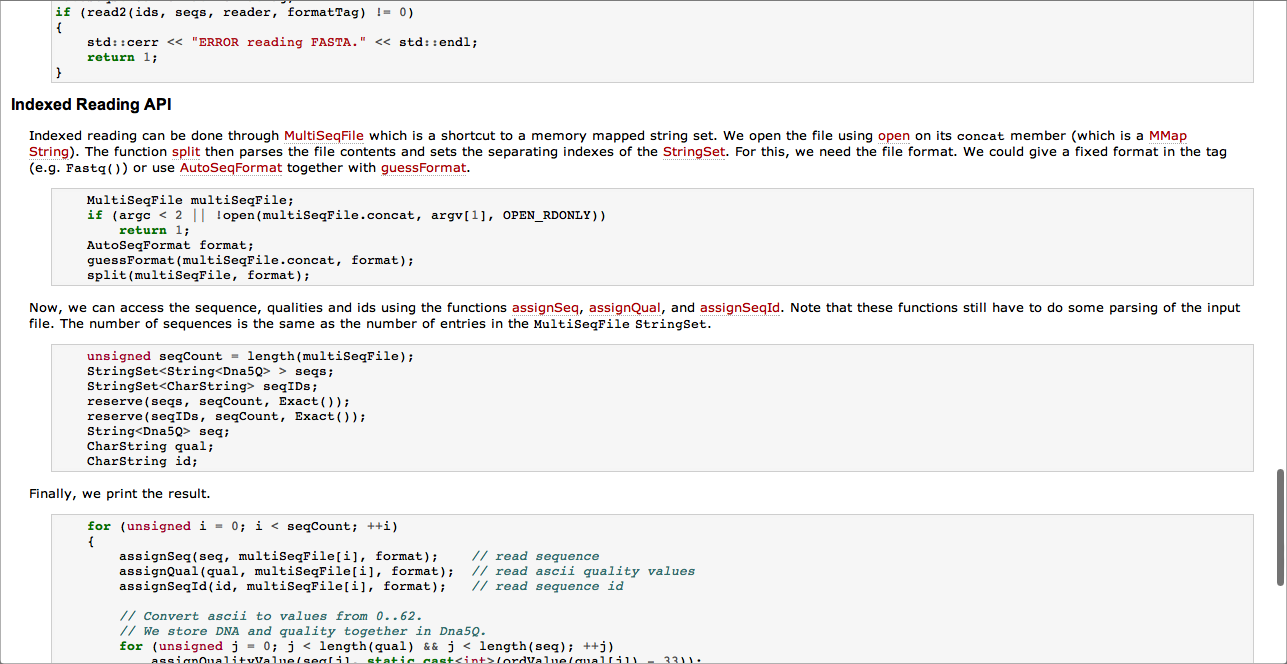 if (read2(ids, seqs, reader, formatTag) != 0)
{
    std::cerr << "ERROR reading FASTA." << std::endl;
    return 1;
}
Indexed Reading API
Indexed reading can be done through MultiSeqFile which is a shortcut to a memory mapped string set. We open the file using open on its concat member (which is a MMap
String). The function split then parses the file contents and sets the separating indexes of the StringSet. For this, we need the file format. We could give a fixed format in the tag
(e.g. Fastq()) or use AutoSeqFormat together with guessFormat.
    MultiSeqFile multiSeqFile;
    if (argc < 2 || !open(multiSeqFile.concat, argv[1], OPEN_RDONLY))
        return 1;
    AutoSeqFormat format;
    guessFormat(multiSeqFile.concat, format);
    split(multiSeqFile, format);
Now, we can access the sequence, qualities and ids using the functions assignSeq, assignQual, and assignSeqId. Note that these functions still have to do some parsing of the input
file. The number of sequences is the same as the number of entries in the MultiSeqFile StringSet.
    unsigned seqCount = length(multiSeqFile);
    StringSet<String<Dna5Q> > seqs;
    StringSet<CharString> seqIDs;
    reserve(seqs, seqCount, Exact());
    reserve(seqIDs, seqCount, Exact());
    String<Dna5Q> seq;
    CharString qual;
    CharString id;
Finally, we print the result.
    for (unsigned i = 0; i < seqCount; ++i)
    {
        assignSeq(seq, multiSeqFile[i], format);    // read sequence
        assignQual(qual, multiSeqFile[i], format);  // read ascii quality values
        assignSeqId(id, multiSeqFile[i], format);   // read sequence id
        // Convert ascii to values from 0..62.
        // We store DNA and quality together in Dna5Q.
        for (unsigned j = 0; j < length(qual) && j < length(seq); ++j)
            assignQualityValue(seq[j], static_cast<int>(ordValue(qual[j]) - 33));